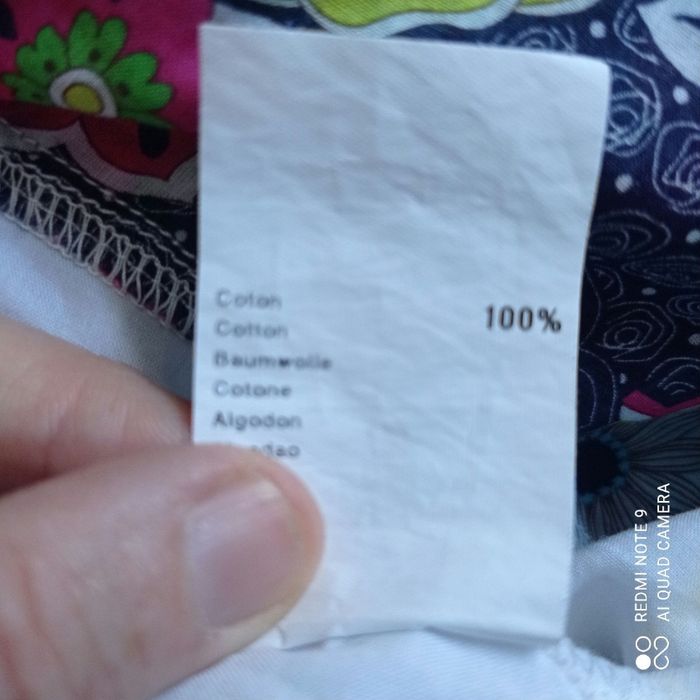 Coton
Cotton
100%
Baumwolle
Cotone
Algodon
REDMI NOTE 9
AI QUAD CAMERA